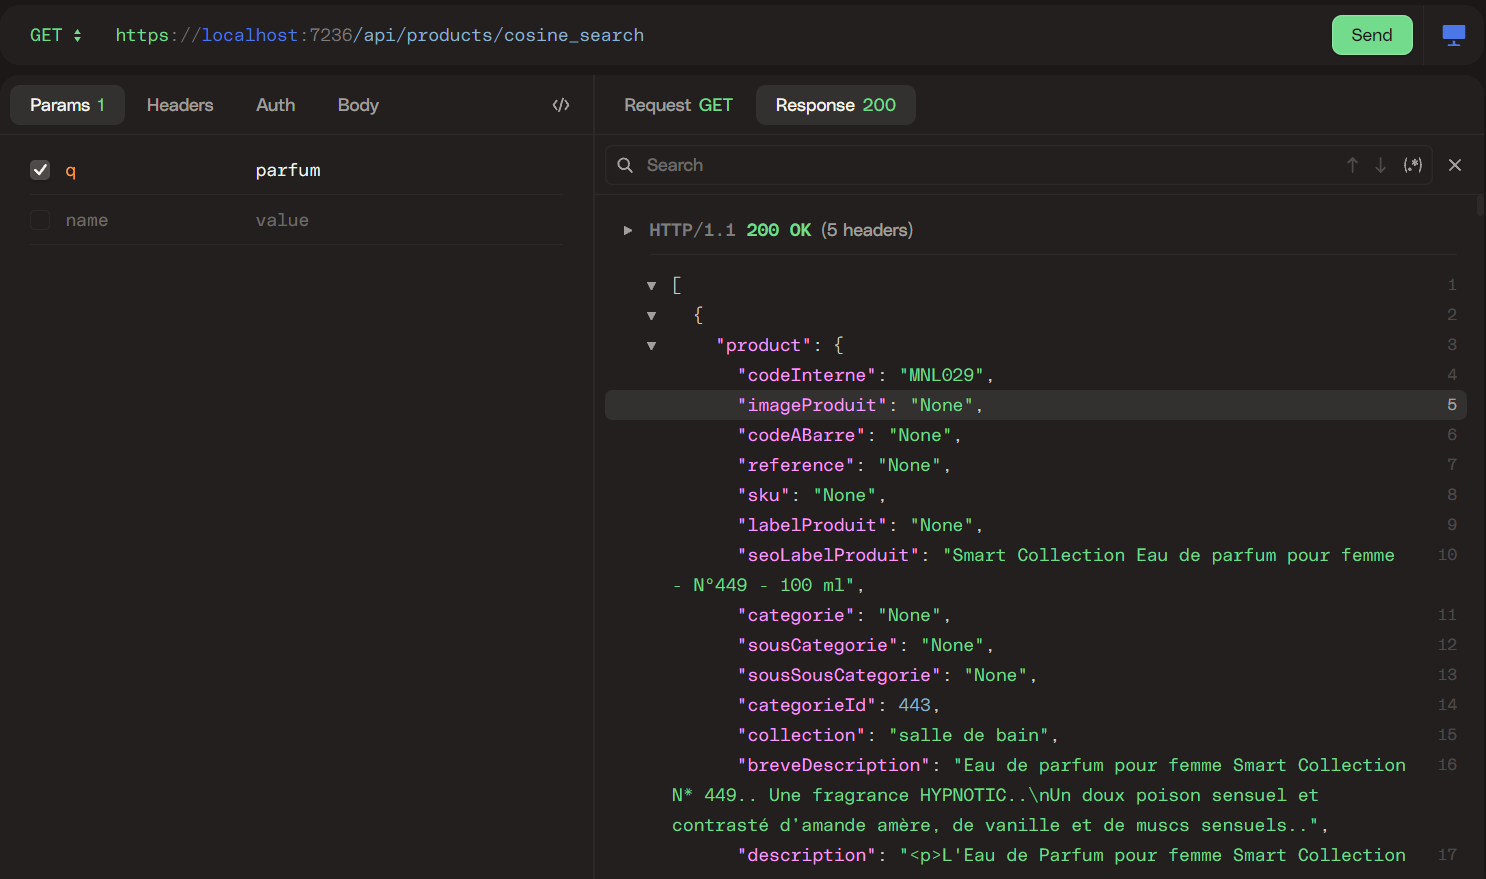 GET https://localhost:7236/api/products/cosine_search Send
Params 1 Headers Auth Body </>
q parfum
name value
Request GET Response 200
Search (.*)
HTTP/1.1 200 OK (5 headers)
[ 1
{ 2
"product": { 3
"codeInterne": "MNL029", 4
"imageProduit": "None", 5
"codeABarre": "None", 6
"reference": "None", 7
"sku": "None", 8
"labelProduit": "None", 9
"seoLabelProduit": "Smart Collection Eau de parfum pour femme 10
- N°449 - 100 ml",
"categorie": "None", 11
"sousCategorie": "None", 12
"sousSousCategorie": "None", 13
"categorieId": 443, 14
"collection": "salle de bain", 15
"breveDescription": "Eau de parfum pour femme Smart Collection 16
N* 449.. Une fragrance HYPNOTIC..\nUn doux poison sensuel et
contrasté d'amande amère, de vanille et de muscs sensuels..",
"description": "<p>L'Eau de Parfum pour femme Smart Collection 17